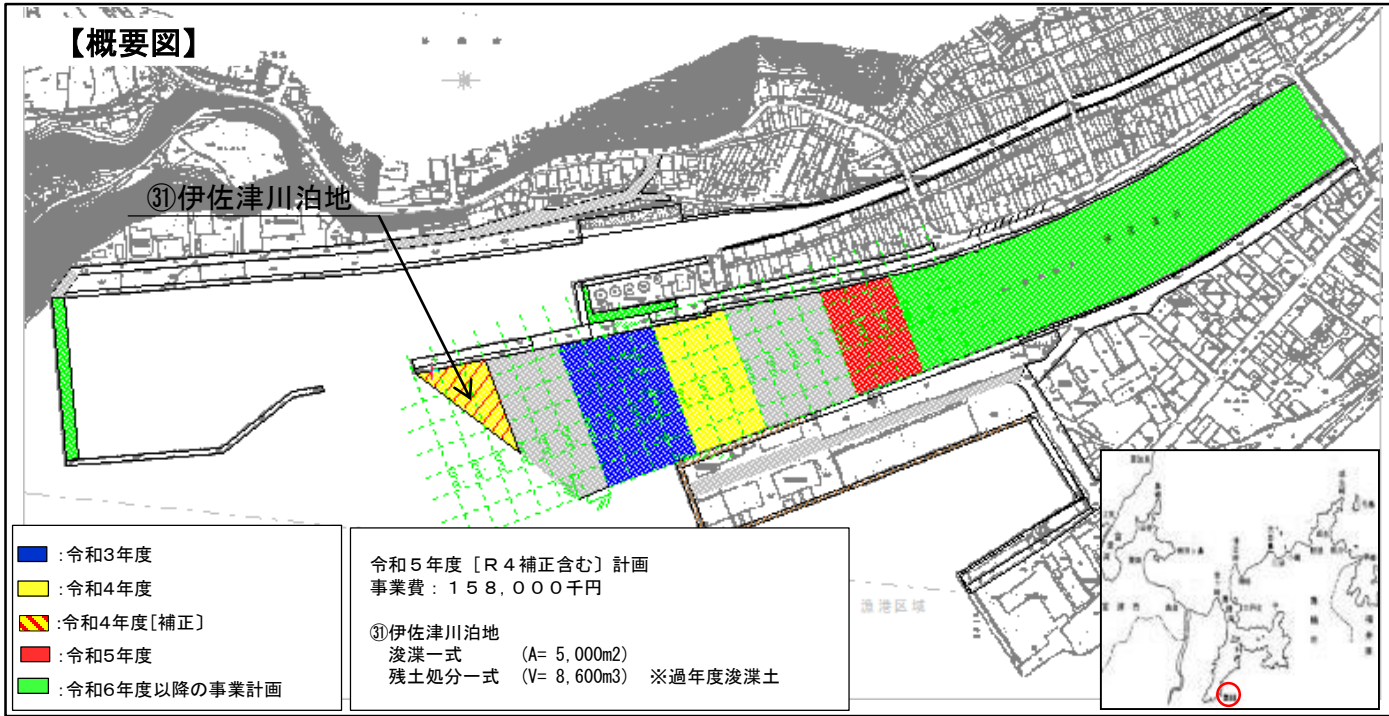 【概要図】
㉛伊佐津川泊地
:令和3年度
:令和4年度
:令和4年度[補正]
:令和5年度
:令和6年度以降の事業計画
令和5年度［R4補正含む］計画
事業費：１５８,０００千円
㉛伊佐津川泊地
浚渫一式 (A= 5,000m2)
残土処分一式 (V= 8,600m3) ※過年度浚渫土
漁港区域